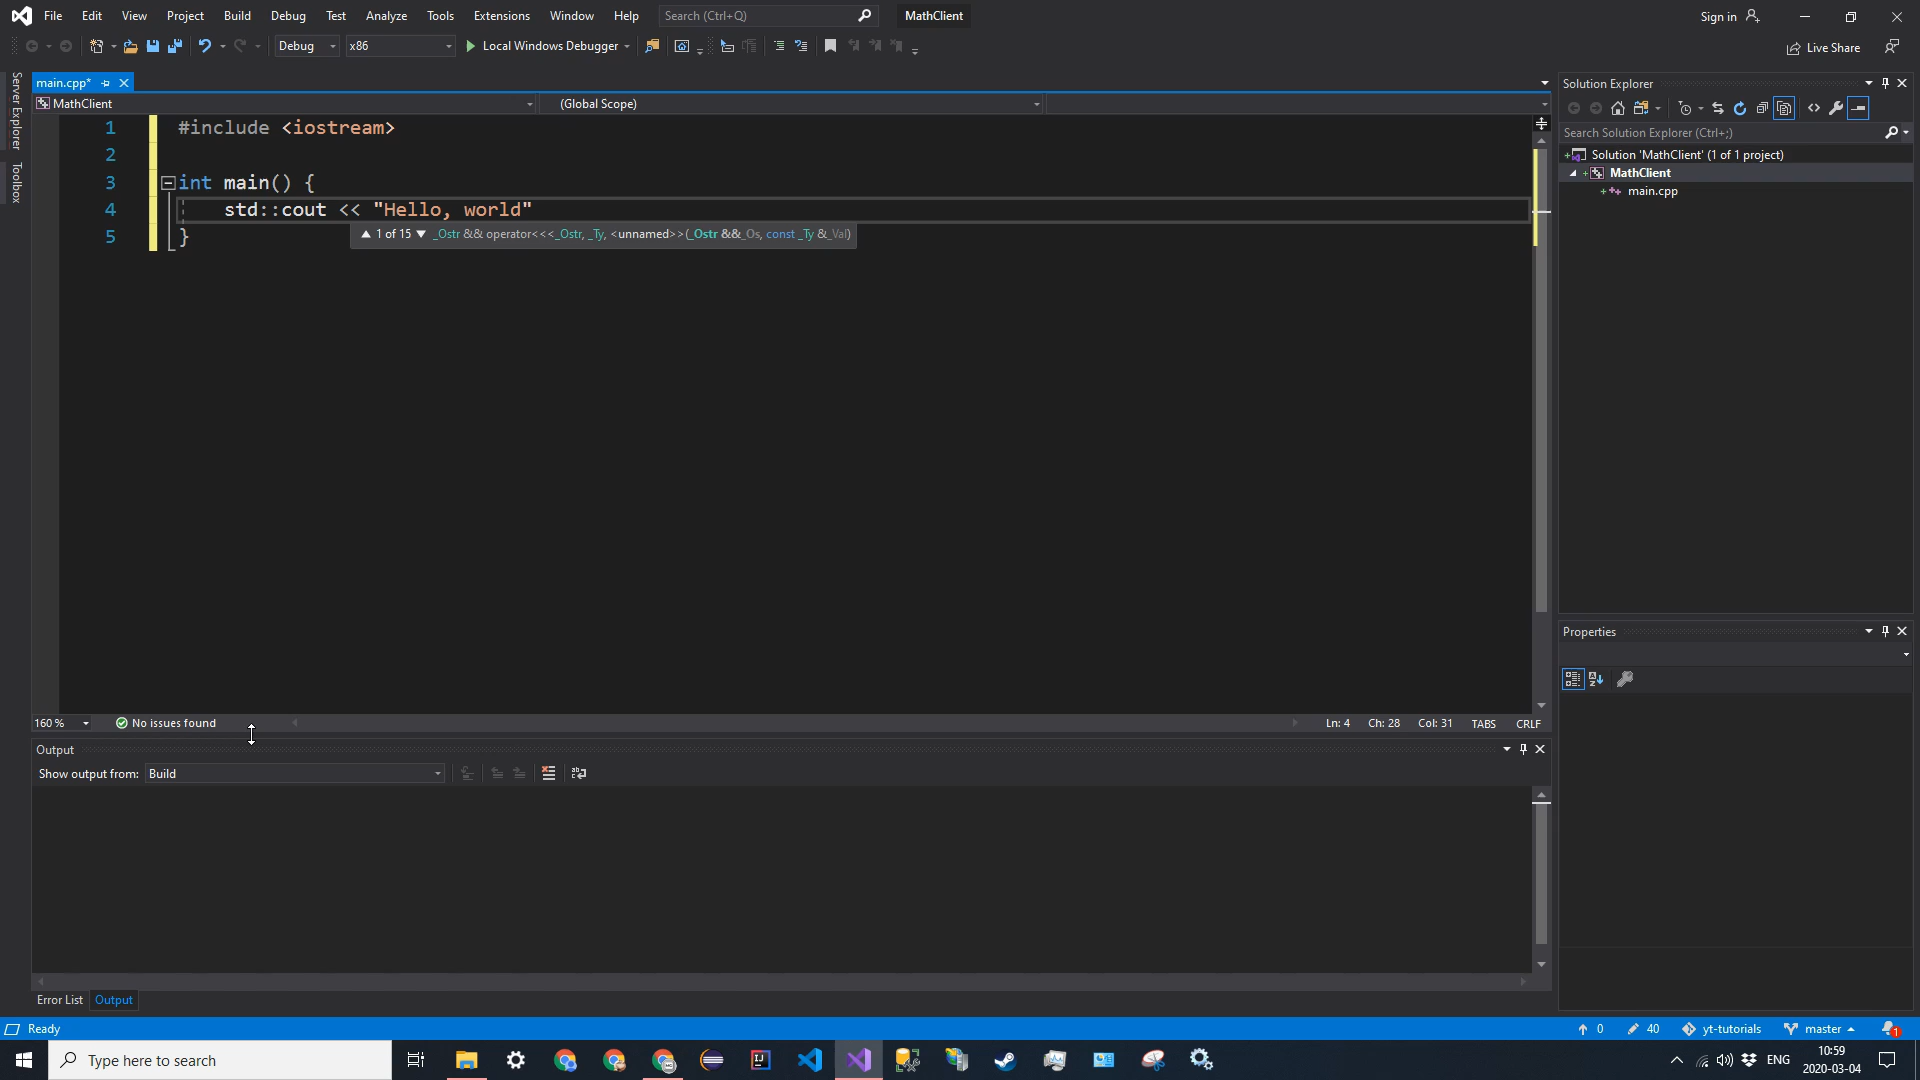 File Edit View Project Build Debug Test Analyze Tools Extensions Window Help Search (Ctrl+Q) MathClient Sign in
Debug x86 Local Windows Debugger Live Share
Server Explorer
Toolbox
main.cpp*
MathClient (Global Scope)
1 #include <iostream>
2
3 int main() {
4 std::cout << "Hello, world"
1 of 15 _Ostr && operator<<<_Ostr, _Ty, <unnamed>>(_Ostr &&_Os, const _Ty &_Val)
5 }
160 % No issues found Ln: 4 Ch: 28 Col: 31 TABS CRLF
Output
Show output from: Build
Error List Output
Solution Explorer
Search Solution Explorer (Ctrl+;)
Solution 'MathClient' (1 of 1 project)
MathClient
main.cpp
Properties
Ready 0 40 yt-tutorials master 1
Type here to search ENG 10:59
2020-03-04